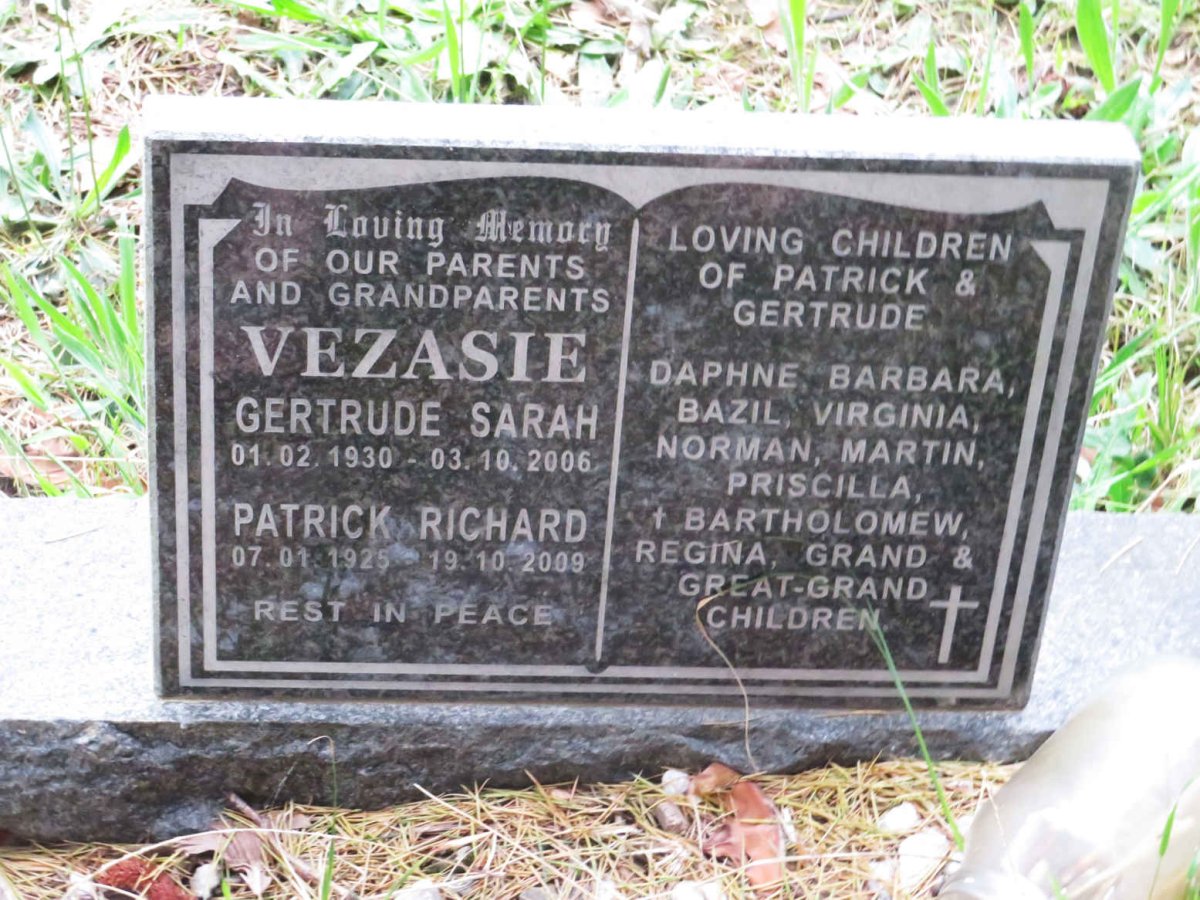 In Loving Memory
OF OUR PARENTS
AND GRANDPARENTS
VEZASIE
GERTRUDE SARAH
01.02.1930 - 03.10.2006
PATRICK RICHARD
07.01.1925 - 19.10.2009
REST IN PEACE
LOVING CHILDREN
OF PATRICK &
GERTRUDE
DAPHNE BARBARA,
BAZIL, VIRGINIA,
NORMAN, MARTIN,
PRISCILLA,
† BARTHOLOMEW,
REGINA, GRAND &
GREAT-GRAND
CHILDREN.